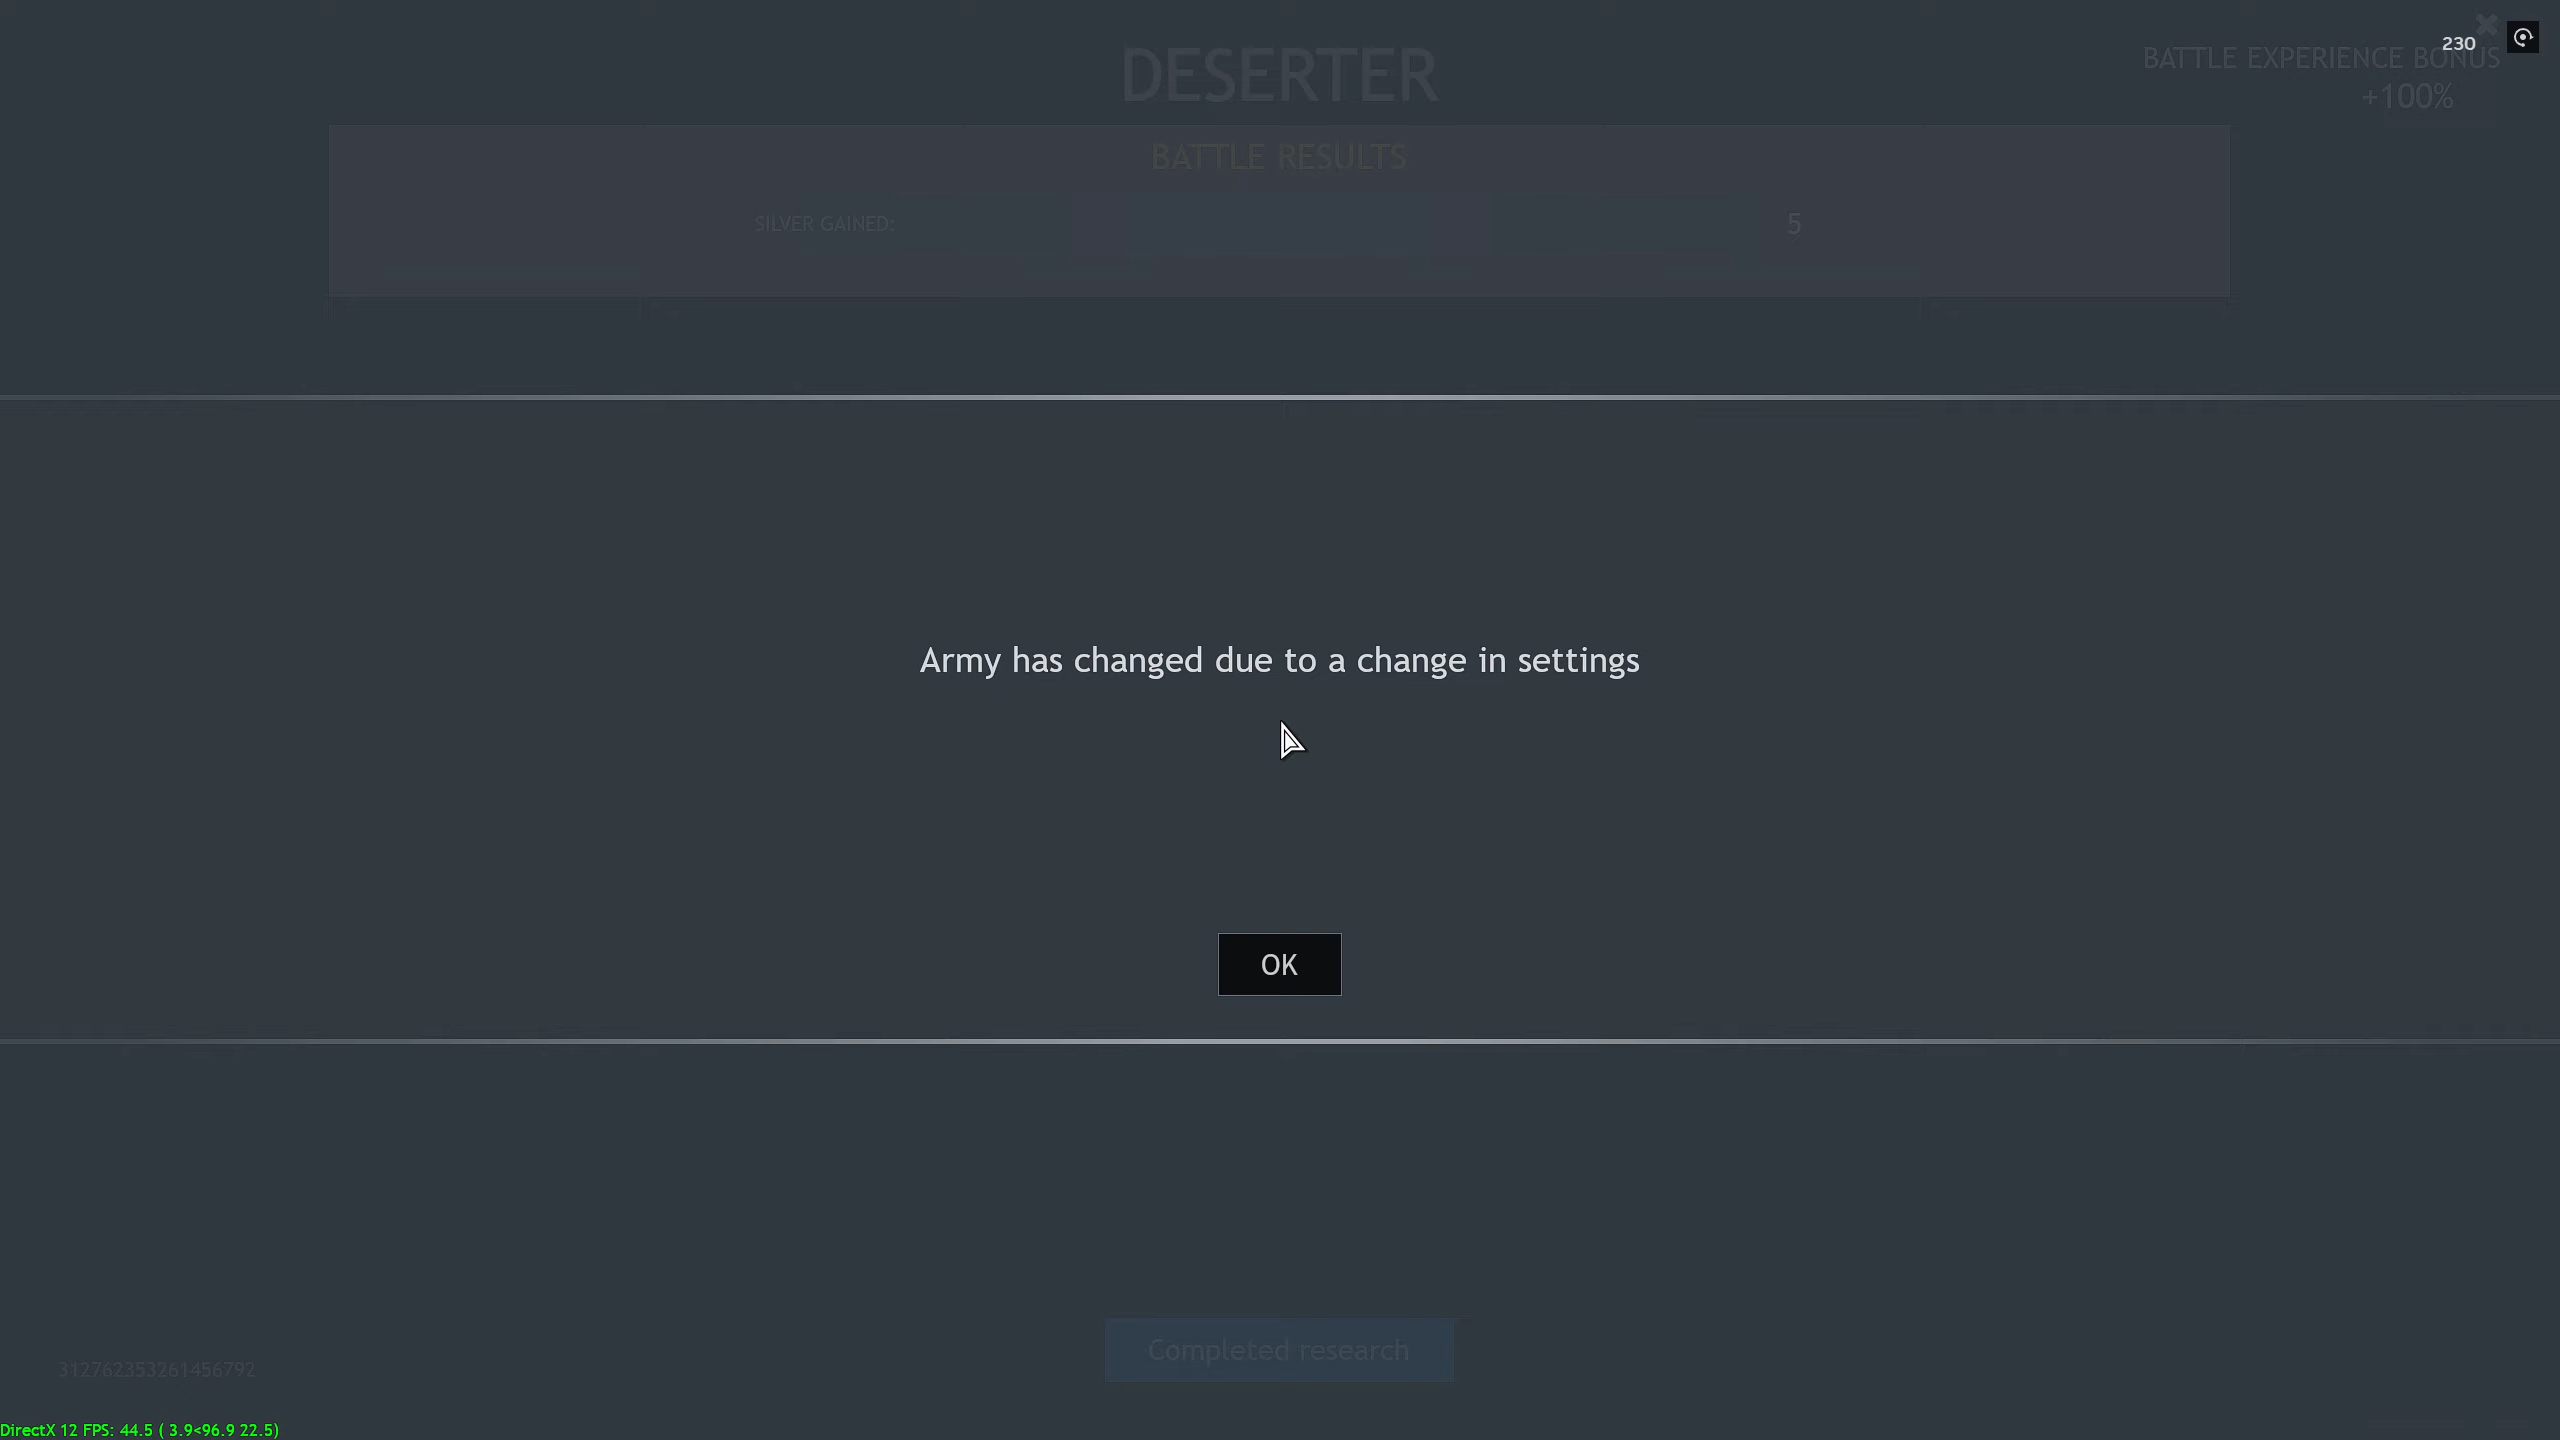 DESERTER
230
BATTLE EXPERIENCE BONUS
+100%
BATTLE RESULTS
SILVER GAINED: 5
Army has changed due to a change in settings
OK
Completed research
312762353261456792
DirectX 12 FPS: 44.5 ( 3.9<96.9 22.5)